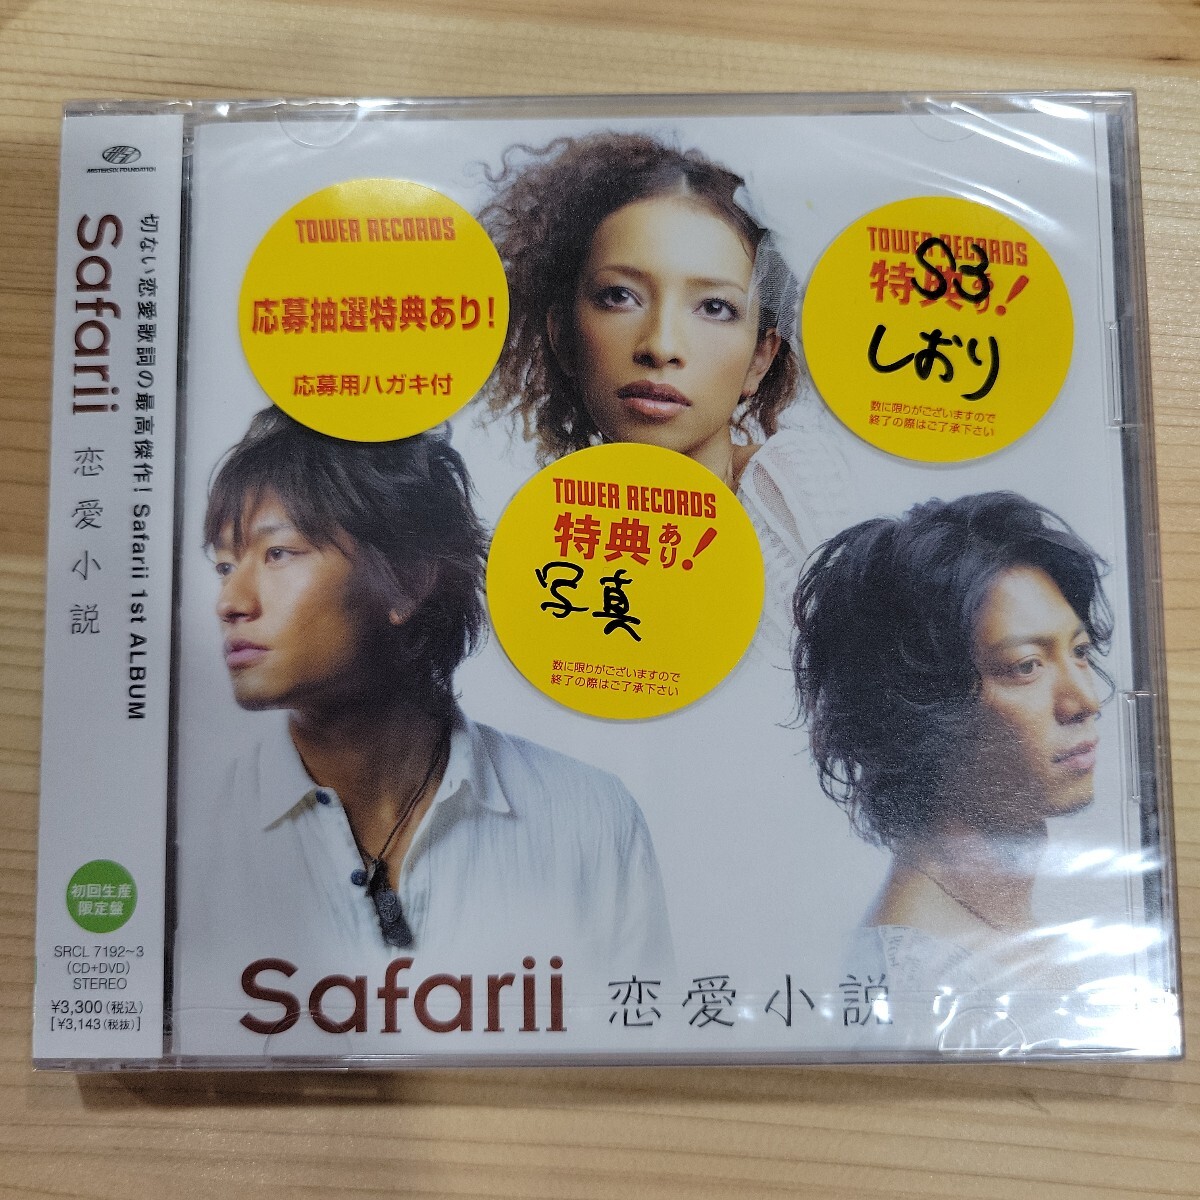 MASTERSIX FOUNDATION
切ない恋愛歌詞の最高傑作! Safarii 1st ALBUM
Safarii 恋愛小説
初回生産
限定盤
SRCL 7192~3
(CD+DVD)
STEREO
¥3,300(税込)
[¥3,143(税抜)]
TOWER RECORDS
応募抽選特典あり!
応募用ハガキ付
TOWER RECORDS
特典あり!
しおり
数に限りがございますので
終了の際はご了承下さい
TOWER RECORDS
特典あり!
写真
数に限りがございますので
終了の際はご了承下さい
Safarii 恋愛小説